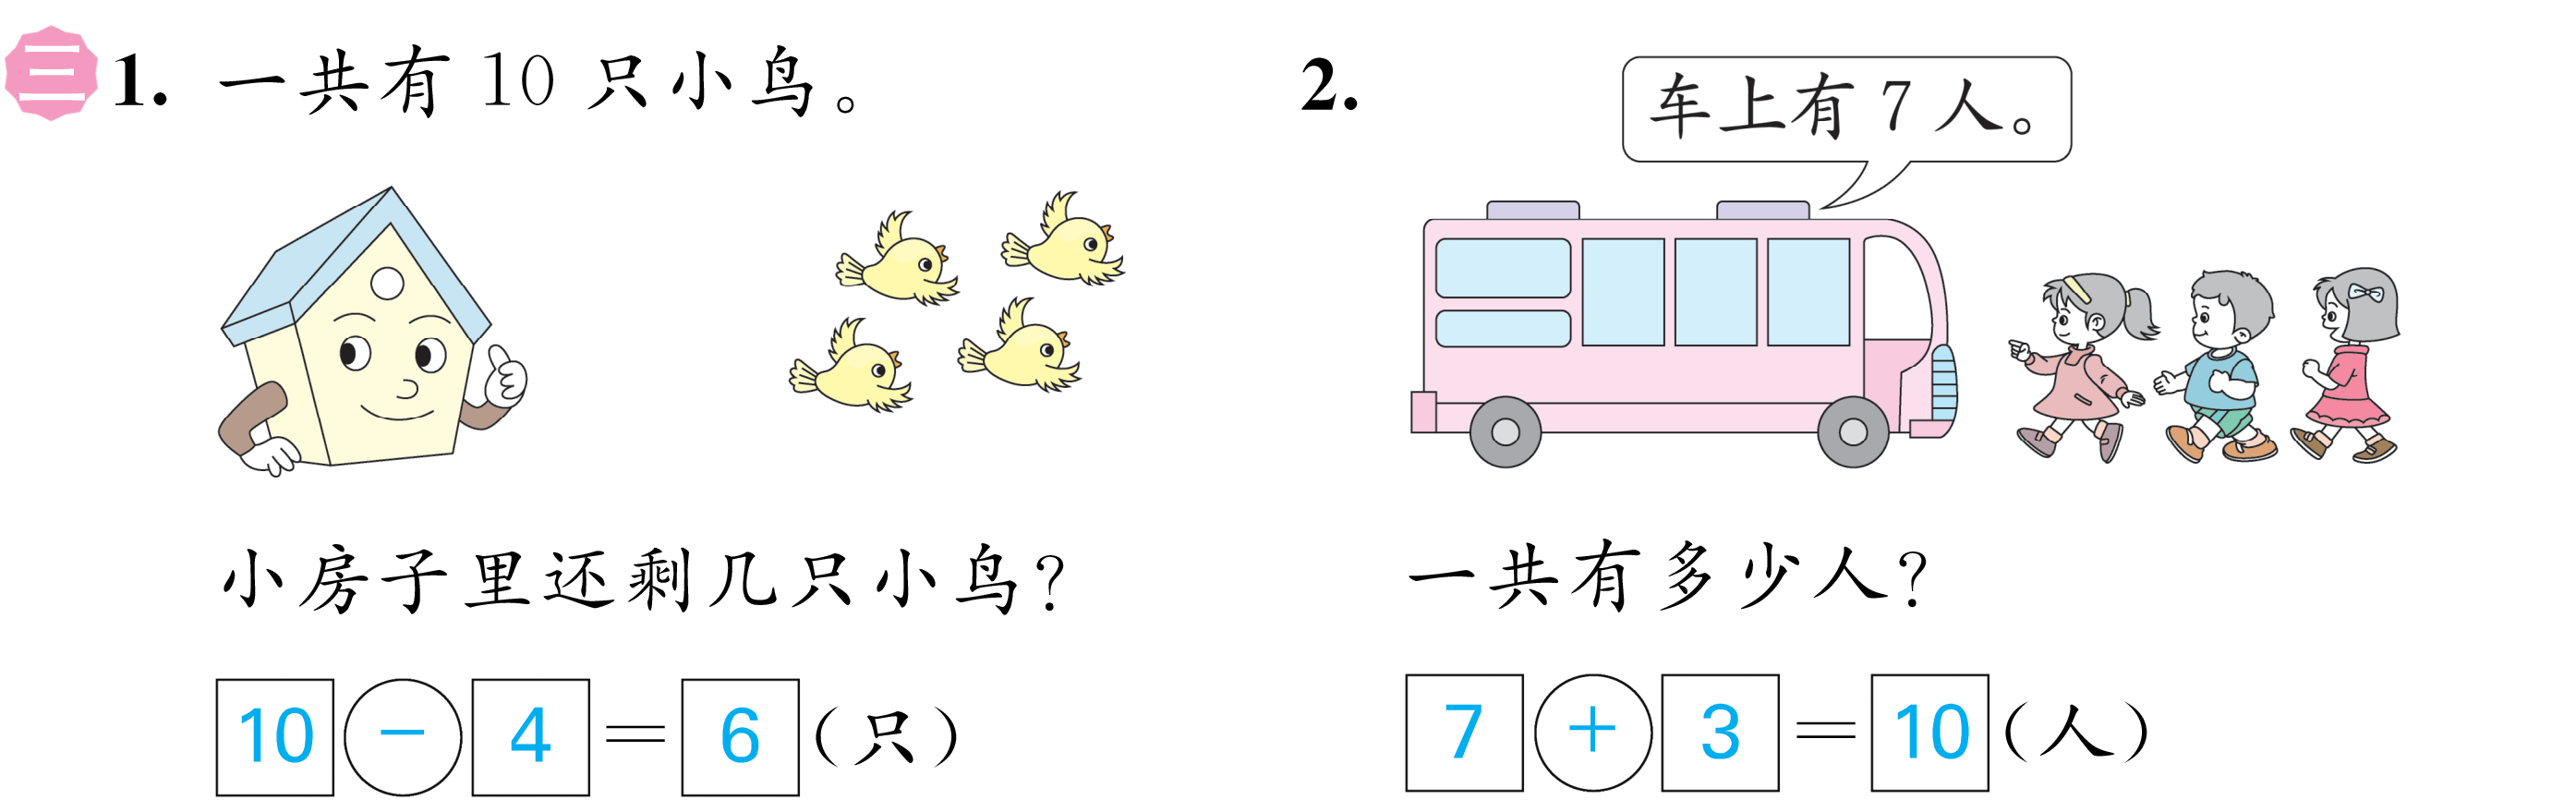 三 1. 一共有 10 只小鸟。
小房子里还剩几只小鸟?
10 - 4 = 6 (只)
2.
车上有 7 人。
一共有多少人?
7 + 3 = 10 (人)